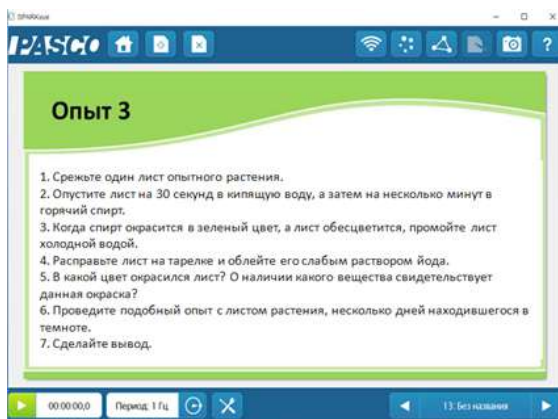 SPARKvue
PASCO
?
Опыт 3
1. Срежьте один лист опытного растения.
2. Опустите лист на 30 секунд в кипящую воду, а затем на несколько минут в
горячий спирт.
3. Когда спирт окрасится в зеленый цвет, а лист обесцветится, промойте лист
холодной водой.
4. Расправьте лист на тарелке и облейте его слабым раствором йода.
5. В какой цвет окрасился лист? О наличии какого вещества свидетельствует
данная окраска?
6. Проведите подобный опыт с листом растения, несколько дней находившегося в
темноте.
7. Сделайте вывод.
00:00:00,0 Период: 1 Гц 13: Без названия